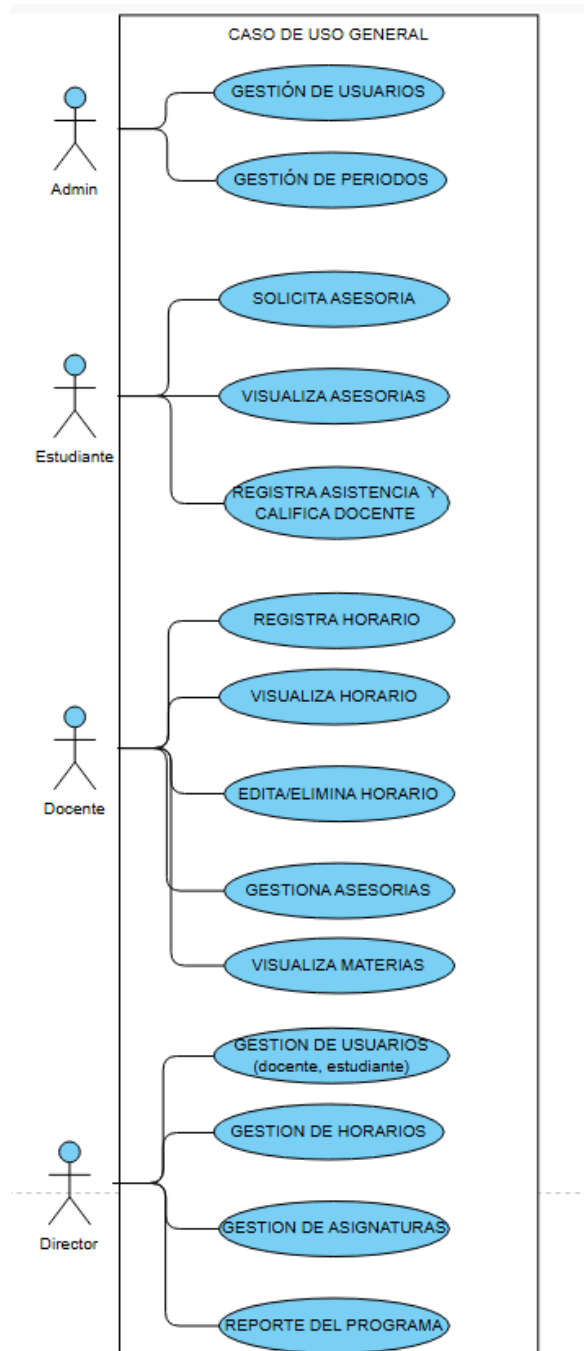 CASO DE USO GENERAL
GESTIÓN DE USUARIOS
GESTIÓN DE PERIODOS
Admin
SOLICITA ASESORIA
VISUALIZA ASESORIAS
Estudiante
REGISTRA ASISTENCIA Y
CALIFICA DOCENTE
REGISTRA HORARIO
VISUALIZA HORARIO
EDITA/ELIMINA HORARIO
Docente
GESTIONA ASESORIAS
VISUALIZA MATERIAS
GESTION DE USUARIOS
(docente, estudiante)
GESTION DE HORARIOS
GESTION DE ASIGNATURAS
Director
REPORTE DEL PROGRAMA